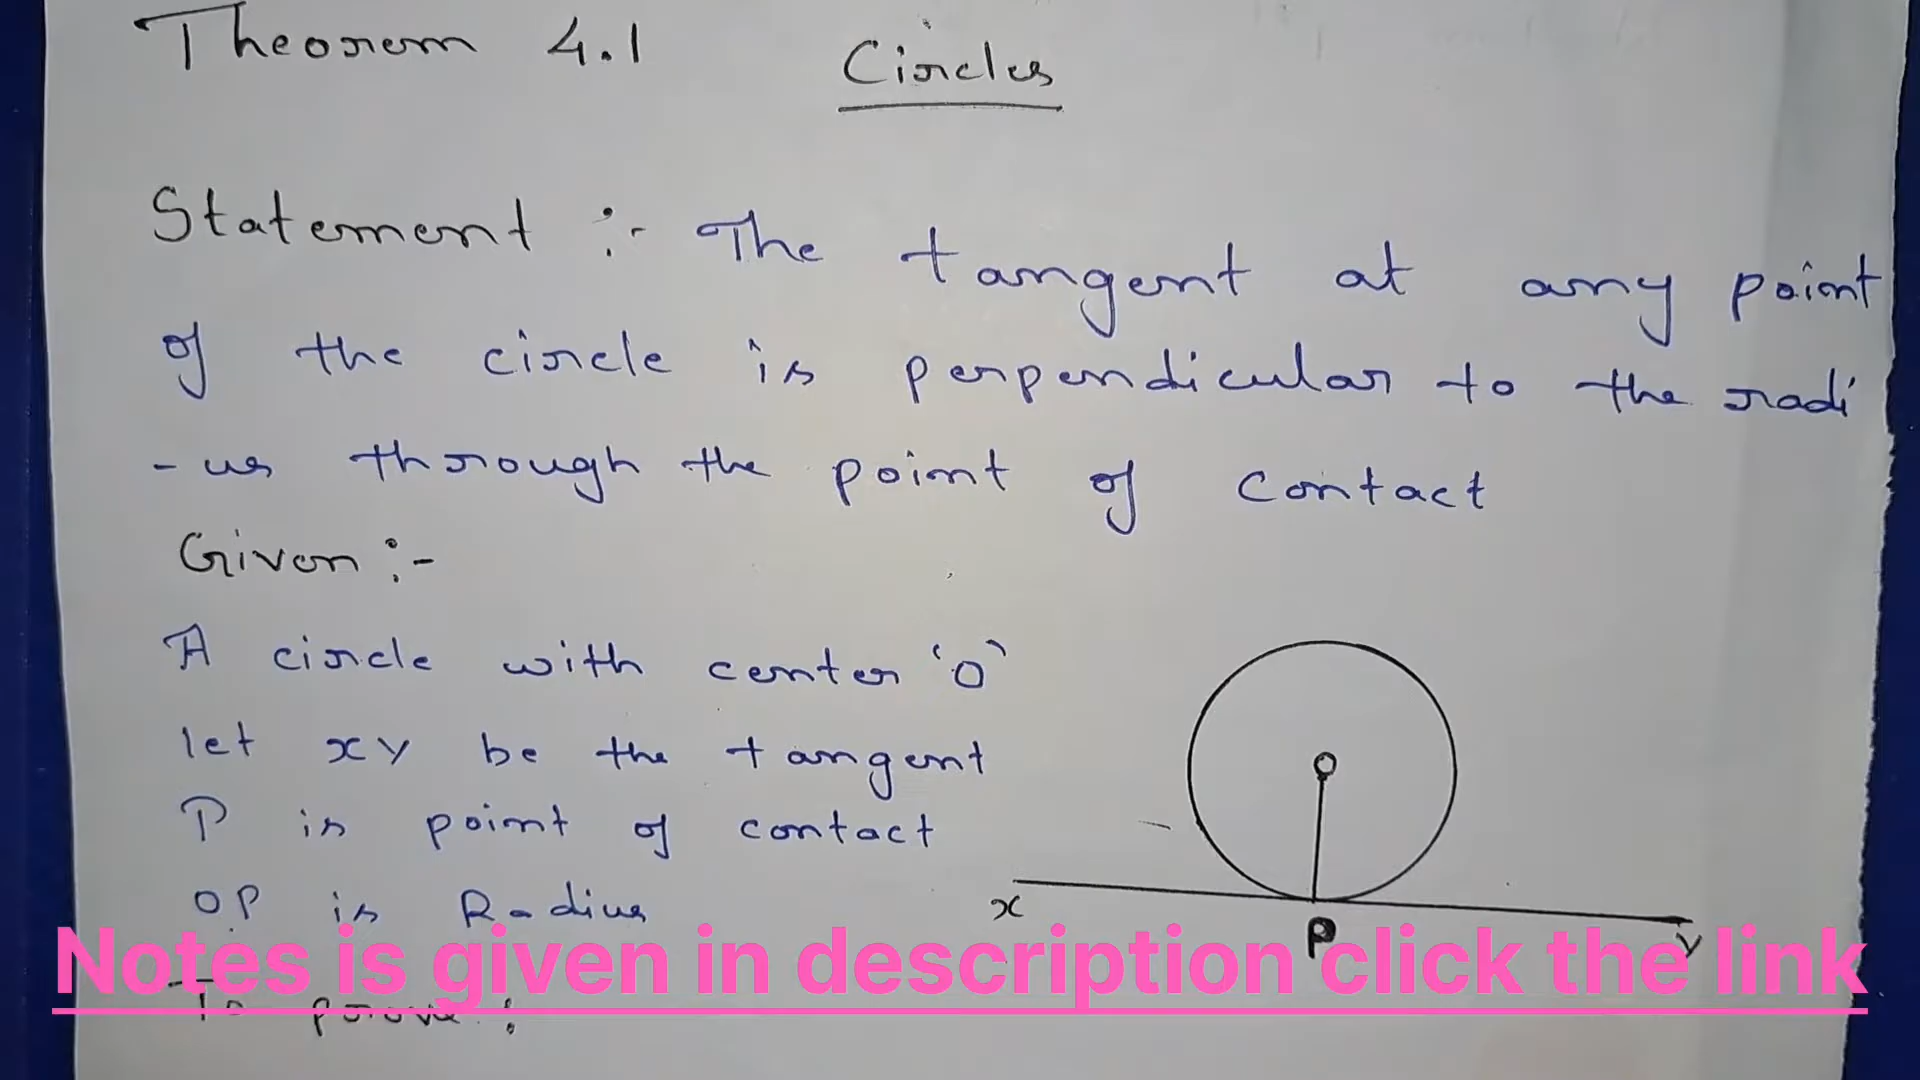 Theorem 4.1
Circles
Statement :- The tangent at any point
of the circle is perpendicular to the radi
-us through the point of contact
Given :-
A circle with center 'O'
let xy be the tangent
P is point of contact
OP is Radius
O
x
P
y
Notes is given in description click the link
To prove :